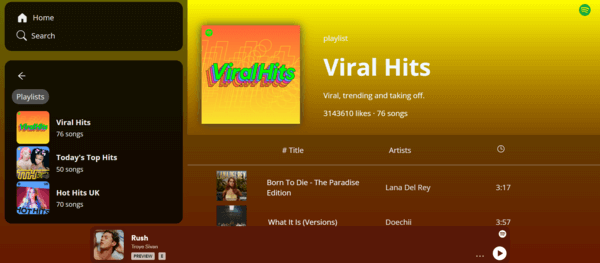 Home
Search
Playlists
Viral Hits
76 songs
Today's Top Hits
50 songs
Hot Hits UK
70 songs
Viral Hits
playlist
Viral Hits
Viral, trending and taking off.
3143610 likes · 76 songs
# Title Artists
Born To Die - The Paradise
Edition
Lana Del Rey 3:17
What It Is (Versions) Doechii 3:57
Rush
Troye Sivan
PREVIEW E